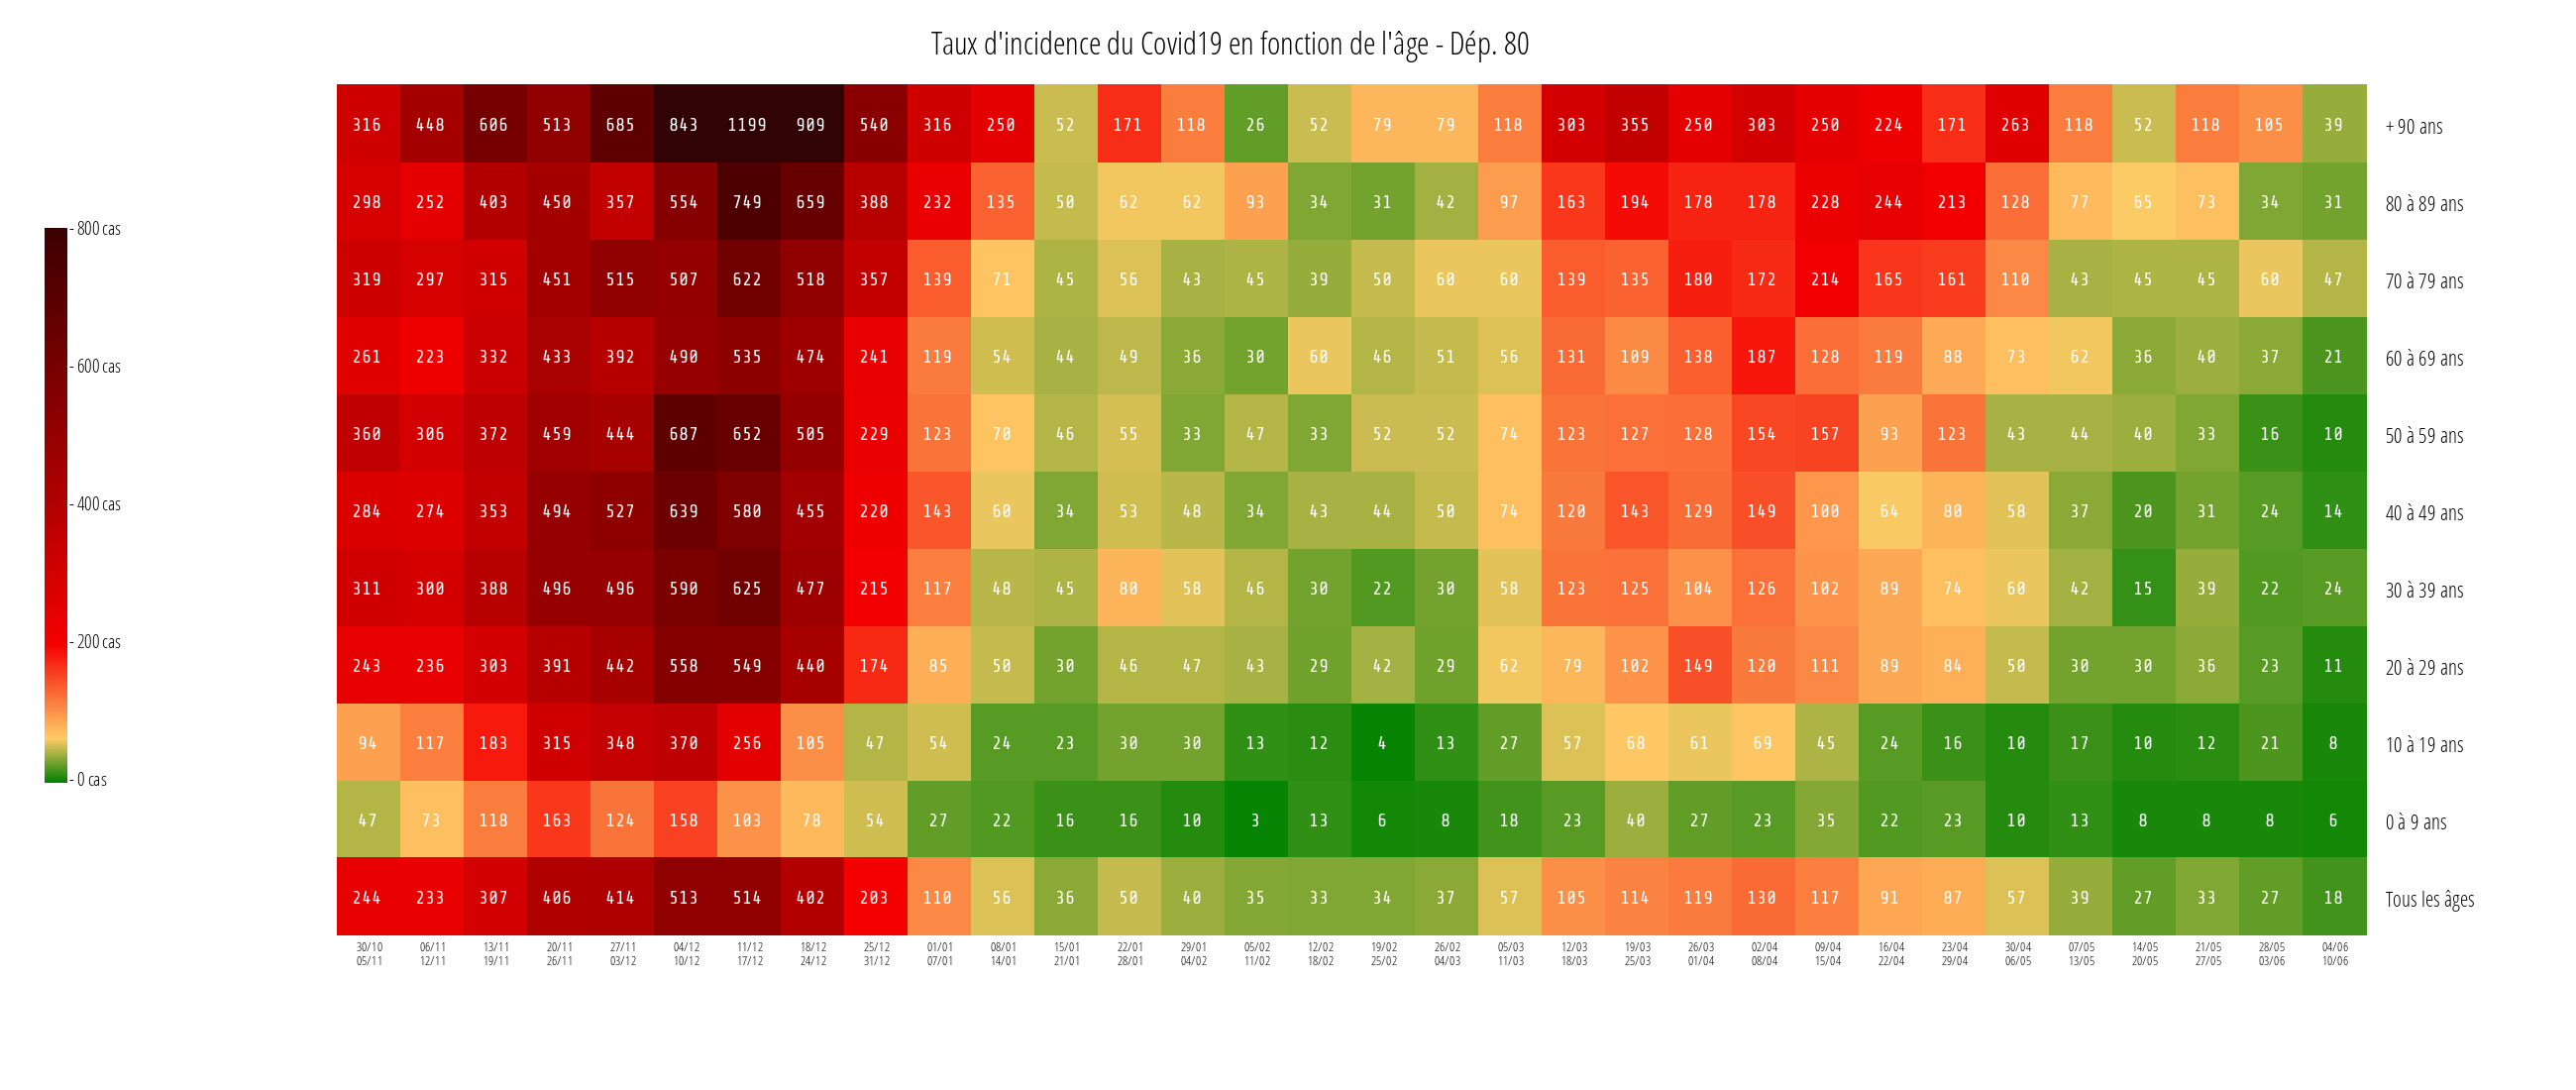 Taux d'incidence du Covid19 en fonction de l'âge - Dép. 80
316 448 606 513 685 843 1199 909 540 316 250 52 171 118 26 52 79 79 118 303 355 250 303 250 224 171 263 118 52 118 105 39 + 90 ans
298 252 403 450 357 554 749 659 388 232 135 50 62 62 93 34 31 42 97 163 194 178 178 228 244 213 128 77 65 73 34 31 80 à 89 ans
319 297 315 451 515 507 622 518 357 139 71 45 56 43 45 39 50 60 60 139 135 180 172 214 165 161 110 43 45 45 60 47 70 à 79 ans
261 223 332 433 392 490 535 474 241 119 54 44 49 36 30 60 46 51 56 131 109 138 187 128 119 88 73 62 36 40 37 21 60 à 69 ans
360 306 372 459 444 687 652 505 229 123 70 46 55 33 47 33 52 52 74 123 127 128 154 157 93 123 43 44 40 33 16 10 50 à 59 ans
284 274 353 494 527 639 580 455 220 143 60 34 53 48 34 43 44 50 74 120 143 129 149 100 64 80 58 37 20 31 24 14 40 à 49 ans
311 300 388 496 496 590 625 477 215 117 48 45 80 58 46 30 22 30 58 123 125 104 126 102 89 74 60 42 15 39 22 24 30 à 39 ans
243 236 303 391 442 558 549 440 174 85 50 30 46 47 43 29 42 29 62 79 102 149 120 111 89 84 50 30 30 36 23 11 20 à 29 ans
94 117 183 315 348 370 256 105 47 54 24 23 30 30 13 12 4 13 27 57 68 61 69 45 24 16 10 17 10 12 21 8 10 à 19 ans
47 73 118 163 124 158 103 78 54 27 22 16 16 10 3 13 6 8 18 23 40 27 23 35 22 23 10 13 8 8 8 6 0 à 9 ans
244 233 307 406 414 513 514 402 203 110 56 36 50 40 35 33 34 37 57 105 114 119 130 117 91 87 57 39 27 33 27 18 Tous les âges
30/10 06/11 13/11 20/11 27/11 04/12 11/12 18/12 25/12 01/01 08/01 15/01 22/01 29/01 05/02 12/02 19/02 26/02 05/03 12/03 19/03 26/03 02/04 09/04 16/04 23/04 30/04 07/05 14/05 21/05 28/05 04/06
05/11 12/11 19/11 26/11 03/12 10/12 17/12 24/12 31/12 07/01 14/01 21/01 28/01 04/02 11/02 18/02 25/02 04/03 11/03 18/03 25/03 01/04 08/04 15/04 22/04 29/04 06/05 13/05 20/05 27/05 03/06 10/06
- 800 cas
- 600 cas
- 400 cas
- 200 cas
- 0 cas